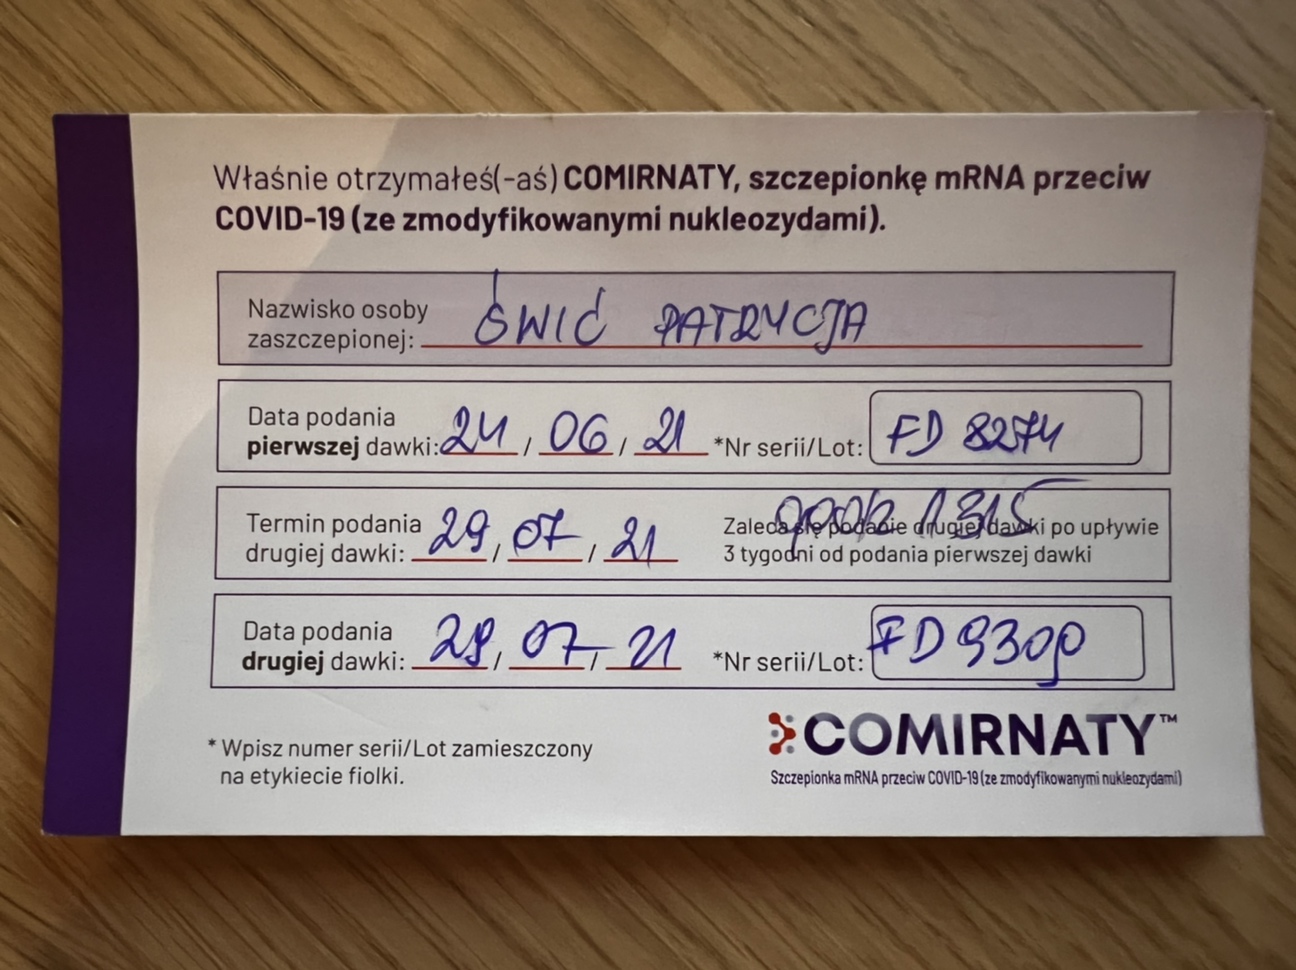 Właśnie otrzymałeś(-aś) COMIRNATY, szczepionkę mRNA przeciw
COVID-19 (ze zmodyfikowanymi nukleozydami).
Nazwisko osoby
zaszczepionej: ŚWIĆ PATRYCJA
Data podania
pierwszej dawki: 24 / 06 / 21 *Nr serii/Lot: FD 8274
godz 1315
Termin podania Zaleca się podanie drugiej dawki po upływie
drugiej dawki: 29 / 07 / 21 3 tygodni od podania pierwszej dawki
Data podania
drugiej dawki: 29 / 07 / 21 *Nr serii/Lot: FD 9309
* Wpisz numer serii/Lot zamieszczony
na etykiecie fiolki.
COMIRNATY™
Szczepionka mRNA przeciw COVID-19 (ze zmodyfikowanymi nukleozydami)